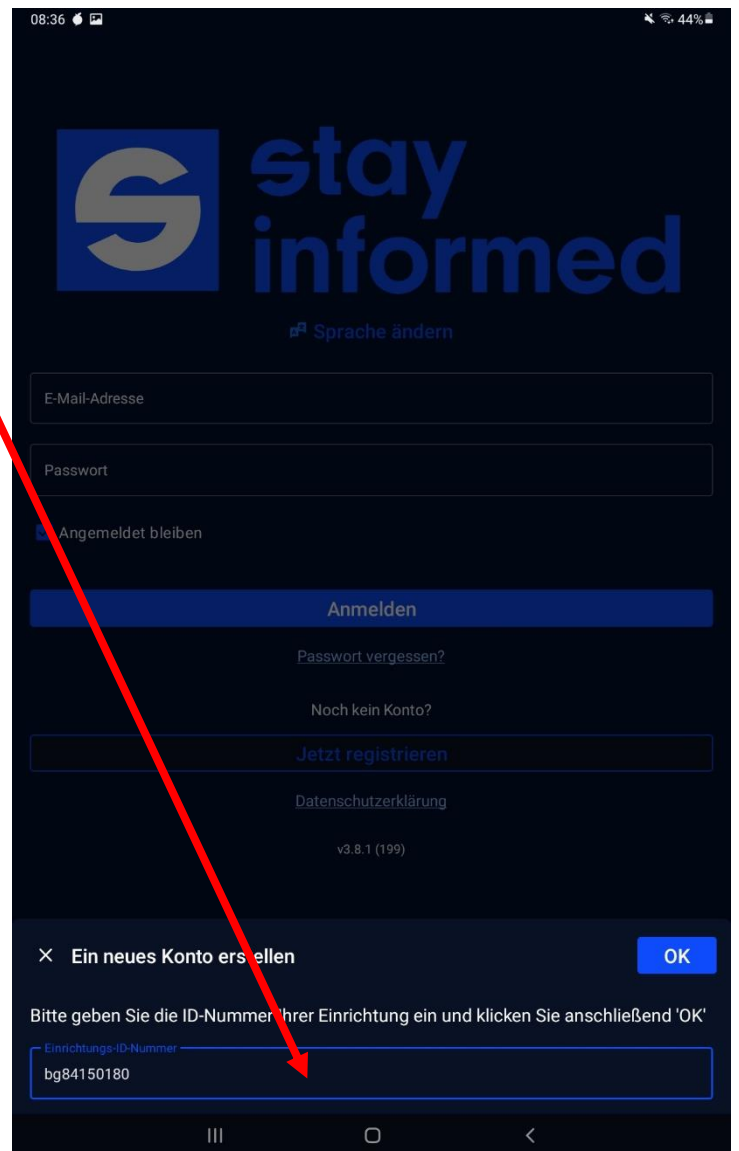 08:36 44%
stay
informed
Sprache ändern
E-Mail-Adresse
Passwort
Angemeldet bleiben
Anmelden
Passwort vergessen?
Noch kein Konto?
Jetzt registrieren
Datenschutzerklärung
v3.8.1 (199)
Ein neues Konto erstellen OK
Bitte geben Sie die ID-Nummer Ihrer Einrichtung ein und klicken Sie anschließend 'OK'
Einrichtungs-ID-Nummer
bg84150180